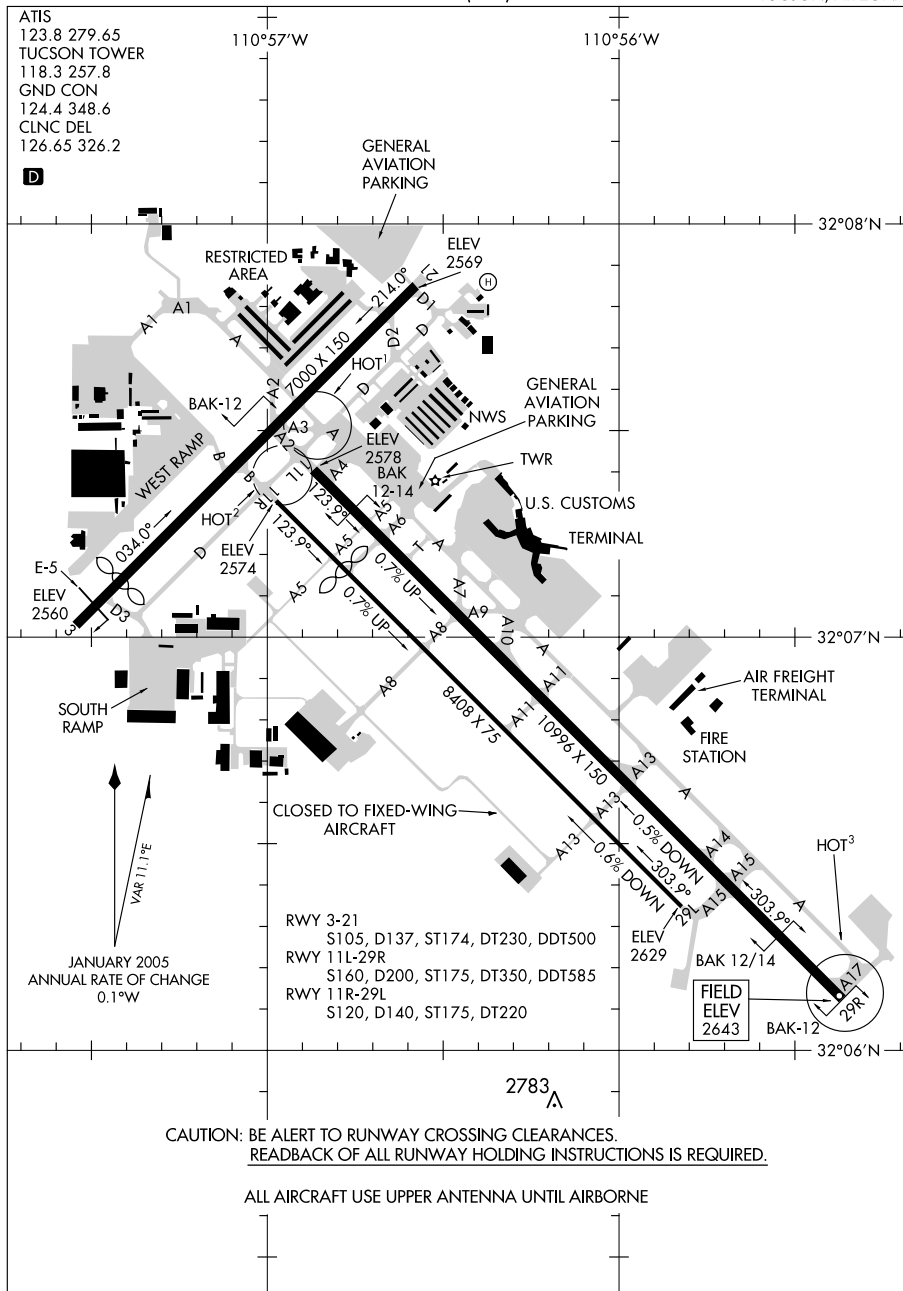 ATIS
123.8 279.65
TUCSON TOWER
118.3 257.8
GND CON
124.4 348.6
CLNC DEL
126.65 326.2
D
110°57'W
110°56'W
GENERAL
AVIATION
PARKING
32°08'N
RESTRICTED
AREA
ELEV
2569
21
H
214.0°
D1
D
D2
A1
A1
A
7000 X 150
HOT1
D
A2
BAK-12
GENERAL
AVIATION
PARKING
NWS
A3
A
A2
ELEV
2578
BAK
12-14
TWR
U.S. CUSTOMS
TERMINAL
WEST RAMP
B
B
11L
A4
11R
HOT2
123.9°
A5
A6
034.0°
D
ELEV
2574
123.9°
A5
T
A
0.7% UP
E-5
ELEV
2560
3
D3
A5
0.7% UP
A7
A9
A10
A8
32°07'N
A
A8
A11
A11
SOUTH
RAMP
8408 X 75
10996 X 150
AIR FREIGHT
TERMINAL
FIRE
STATION
A13
A
VAR 11.1°E
CLOSED TO FIXED-WING
AIRCRAFT
A13
A13
0.5% DOWN
0.6% DOWN
303.9°
A14
A15
HOT3
303.9°
A
29L
A15
JANUARY 2005
ANNUAL RATE OF CHANGE
0.1°W
RWY 3-21
S105, D137, ST174, DT230, DDT500
RWY 11L-29R
S160, D200, ST175, DT350, DDT585
RWY 11R-29L
S120, D140, ST175, DT220
ELEV
2629
BAK 12/14
A17
29R
FIELD
ELEV
2643
BAK-12
32°06'N
2783
CAUTION: BE ALERT TO RUNWAY CROSSING CLEARANCES.
READBACK OF ALL RUNWAY HOLDING INSTRUCTIONS IS REQUIRED.
ALL AIRCRAFT USE UPPER ANTENNA UNTIL AIRBORNE